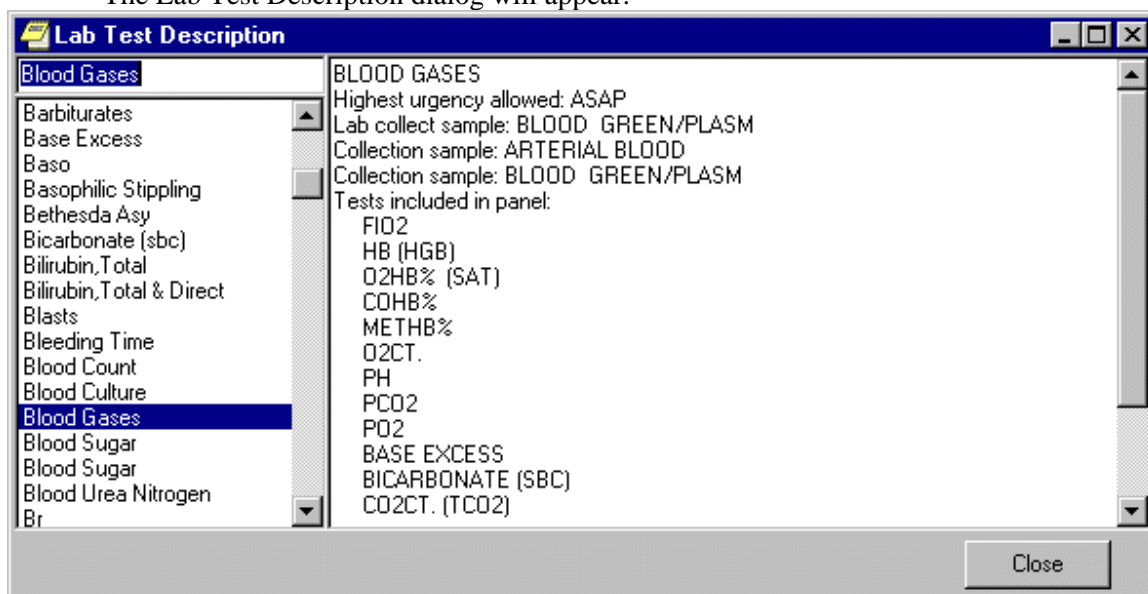 The Lab Test Description dialog will appear.
Lab Test Description
Blood Gases
Barbiturates
Base Excess
Baso
Basophilic Stippling
Bethesda Asy
Bicarbonate (sbc)
Bilirubin,Total
Bilirubin,Total & Direct
Blasts
Bleeding Time
Blood Count
Blood Culture
Blood Gases
Blood Sugar
Blood Sugar
Blood Urea Nitrogen
Br
BLOOD GASES
Highest urgency allowed: ASAP
Lab collect sample: BLOOD  GREEN/PLASM
Collection sample: ARTERIAL BLOOD
Collection sample: BLOOD  GREEN/PLASM
Tests included in panel:
FIO2
HB (HGB)
O2HB%  (SAT)
COHB%
METHB%
O2CT.
PH
PCO2
PO2
BASE EXCESS
BICARBONATE (SBC)
CO2CT. (TCO2)
Close